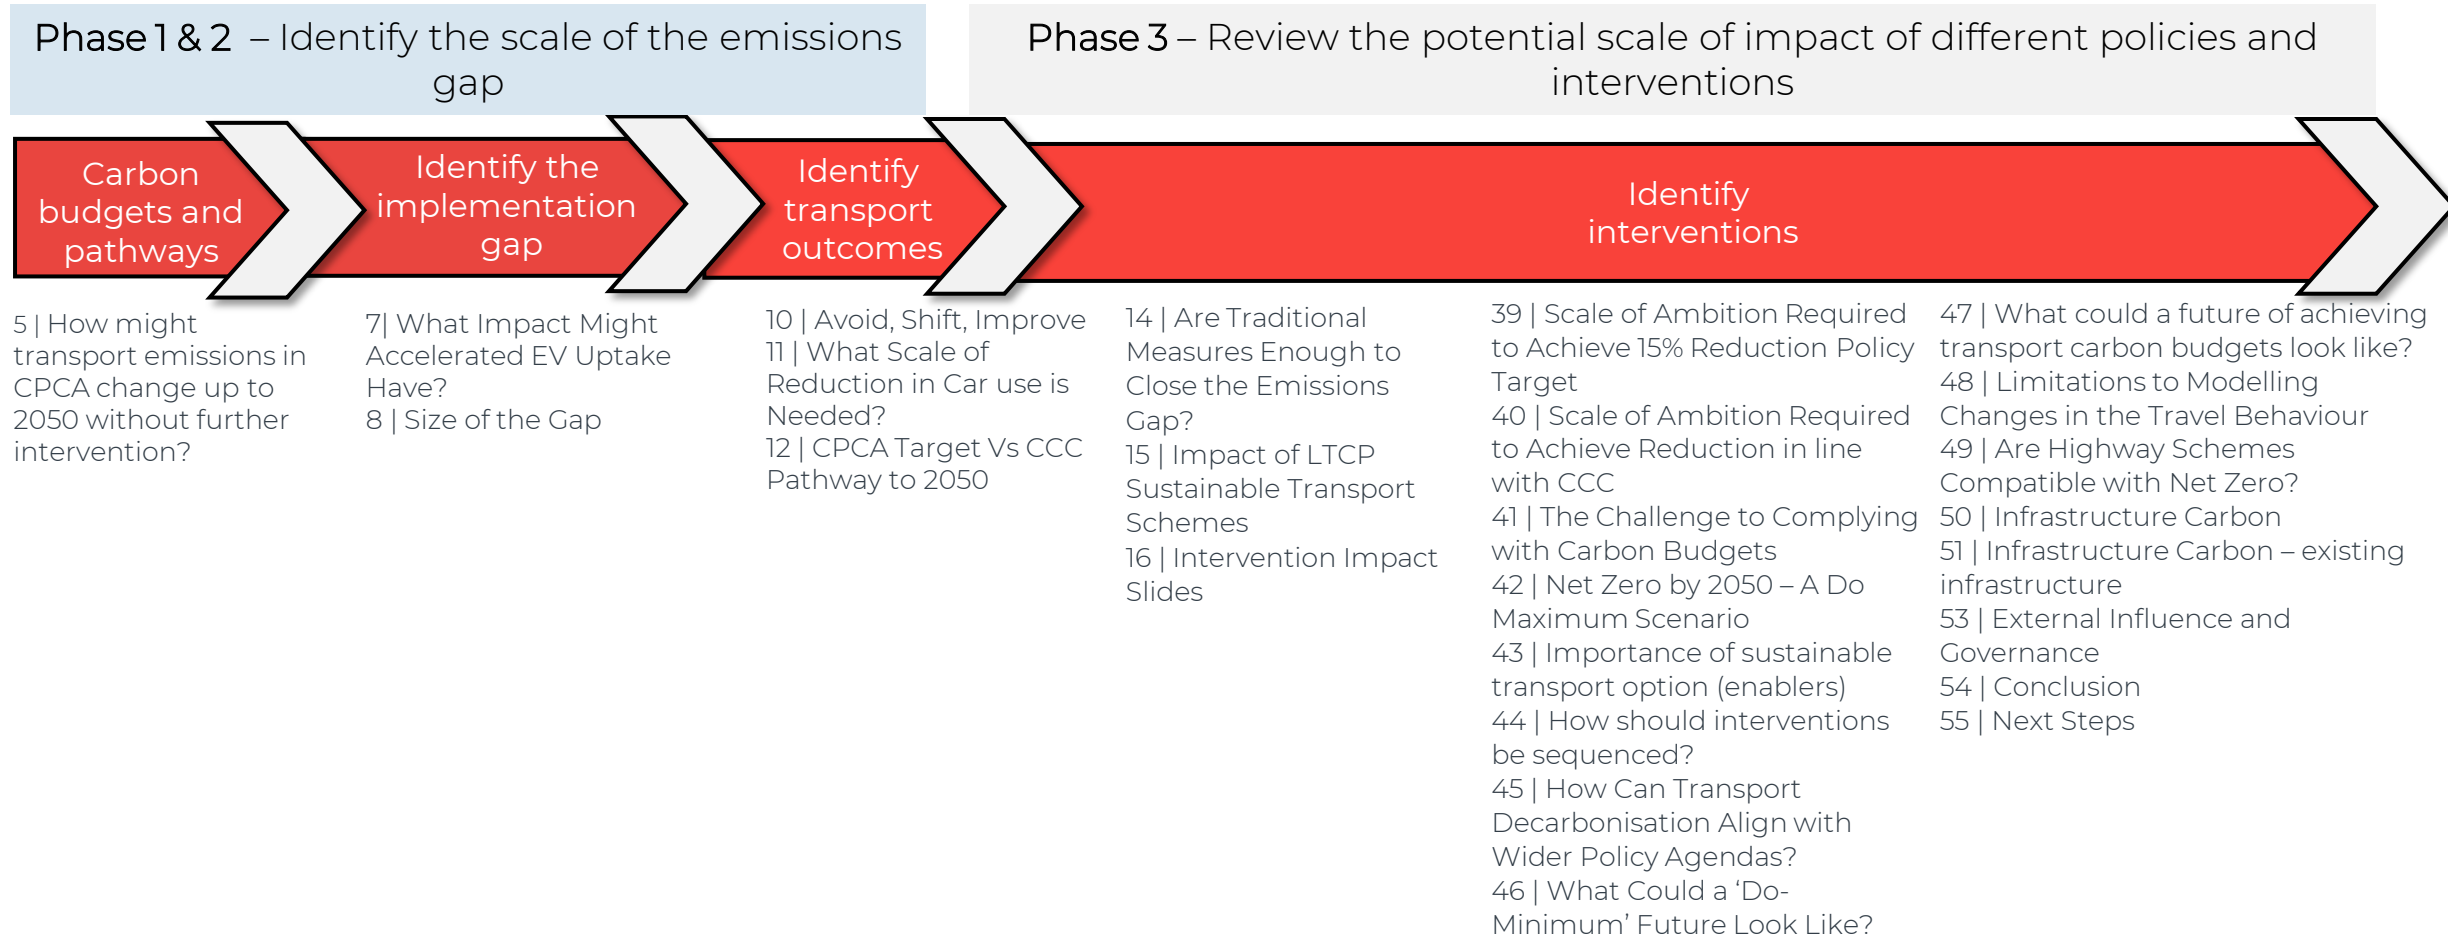 Phase 1 & 2 – Identify the scale of the emissions
gap
Phase 3 – Review the potential scale of impact of different policies and
interventions
Carbon
budgets and
pathways
Identify the
implementation
gap
Identify
transport
outcomes
Identify
interventions
5 | How might
transport emissions in
CPCA change up to
2050 without further
intervention?
7| What Impact Might
Accelerated EV Uptake
Have?
8 | Size of the Gap
10 | Avoid, Shift, Improve
11 | What Scale of
Reduction in Car use is
Needed?
12 | CPCA Target Vs CCC
Pathway to 2050
14 | Are Traditional
Measures Enough to
Close the Emissions
Gap?
15 | Impact of LTCP
Sustainable Transport
Schemes
16 | Intervention Impact
Slides
39 | Scale of Ambition Required
to Achieve 15% Reduction Policy
Target
40 | Scale of Ambition Required
to Achieve Reduction in line
with CCC
41 | The Challenge to Complying
with Carbon Budgets
42 | Net Zero by 2050 – A Do
Maximum Scenario
43 | Importance of sustainable
transport option (enablers)
44 | How should interventions
be sequenced?
45 | How Can Transport
Decarbonisation Align with
Wider Policy Agendas?
46 | What Could a ‘Do-
Minimum’ Future Look Like?
47 | What could a future of achieving
transport carbon budgets look like?
48 | Limitations to Modelling
Changes in the Travel Behaviour
49 | Are Highway Schemes
Compatible with Net Zero?
50 | Infrastructure Carbon
51 | Infrastructure Carbon – existing
infrastructure
53 | External Influence and
Governance
54 | Conclusion
55 | Next Steps